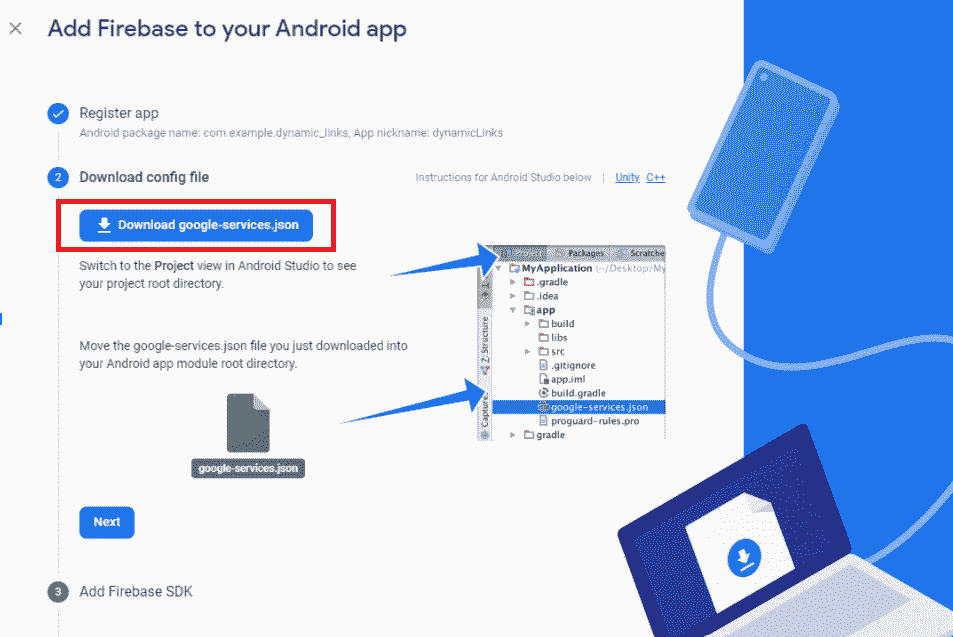 Add Firebase to your Android app
Register app
Android package name: com.example.dynamic_links, App nickname: dynamicLinks
2
Download config file
Instructions for Android Studio below | Unity C++
Download google-services.json
Switch to the Project view in Android Studio to see
your project root directory.
Move the google-services.json file you just downloaded into
your Android app module root directory.
google-services.json
Packages
Scratche
MyApplication (~/Desktop/My
.gradle
.idea
app
build
libs
src
.gitignore
app.iml
build.gradle
google-services.json
proguard-rules.pro
gradle
2: Structure
Capture
Next
3
Add Firebase SDK